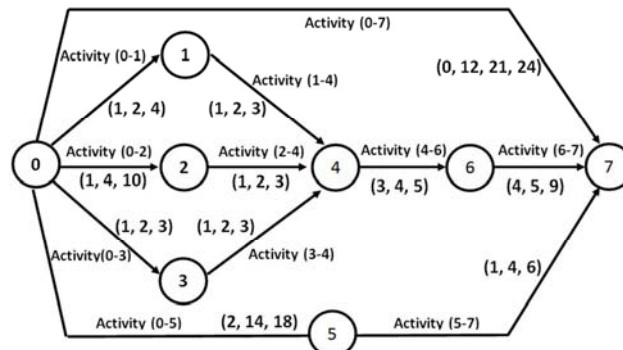 Activity (0-7)
Activity (0-1)
1
Activity (1-4)
(0, 12, 21, 24)
(1, 2, 4)
(1, 2, 3)
Activity (0-2)
Activity (2-4)
Activity (4-6)
Activity (6-7)
0
2
4
6
7
(1, 4, 10)
(1, 2, 3)
(3, 4, 5)
(4, 5, 9)
(1, 2, 3)
(1, 2, 3)
Activity(0-3)
Activity (3-4)
(1, 4, 6)
3
Activity (0-5)
(2, 14, 18)
5
Activity (5-7)